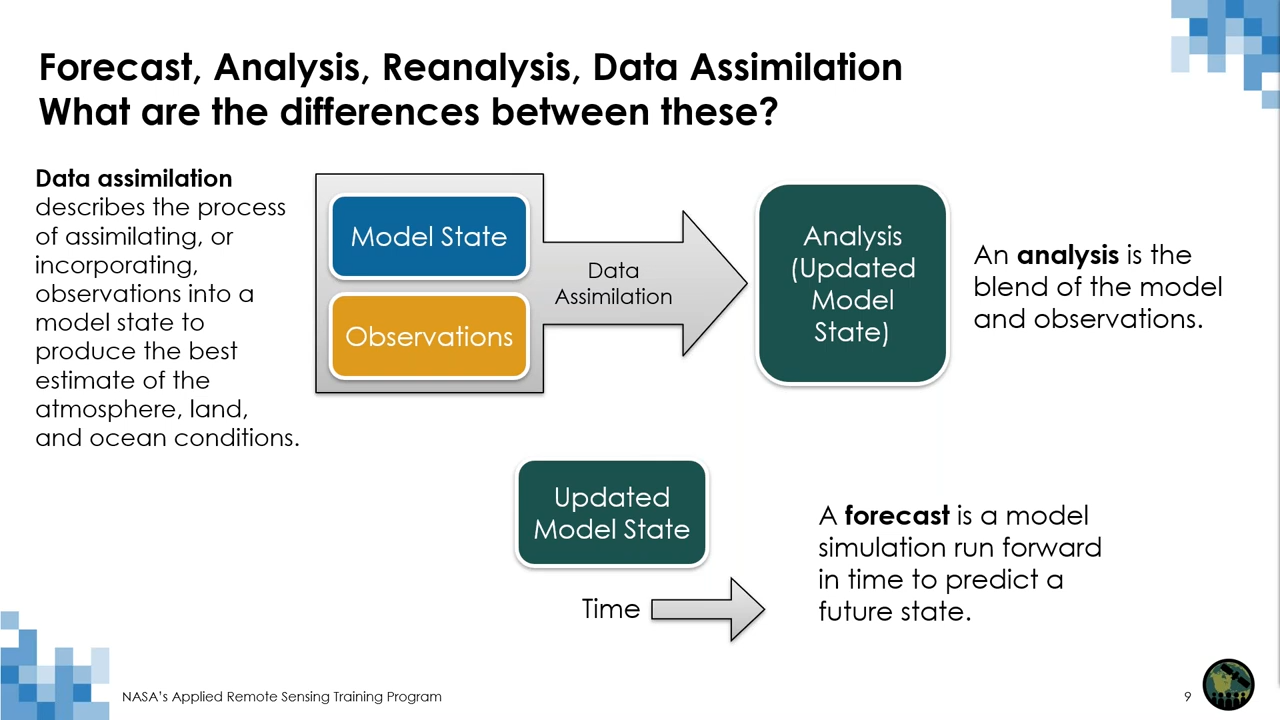 Forecast, Analysis, Reanalysis, Data Assimilation
What are the differences between these?
Data assimilation
describes the process
of assimilating, or
incorporating,
observations into a
model state to
produce the best
estimate of the
atmosphere, land,
and ocean conditions.
Model State
Observations
Data
Assimilation
Analysis
(Updated
Model
State)
An analysis is the
blend of the model
and observations.
Updated
Model State
Time
A forecast is a model
simulation run forward
in time to predict a
future state.
NASA's Applied Remote Sensing Training Program
9